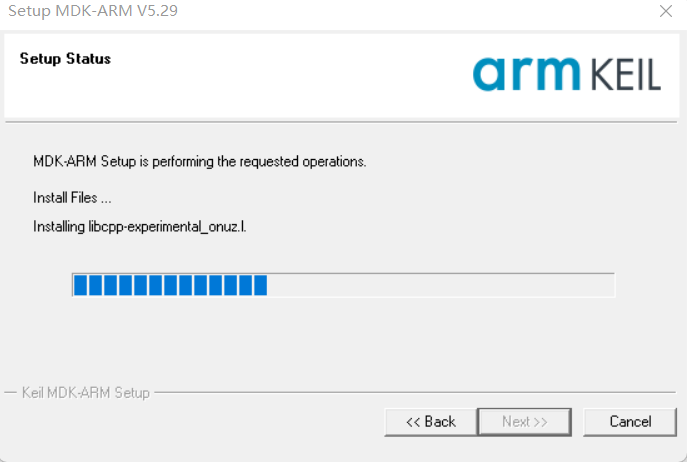 Setup MDK-ARM V5.29
Setup Status
arm KEIL
MDK-ARM Setup is performing the requested operations.
Install Files ...
Installing libcpp-experimental_onuz.l.
Keil MDK-ARM Setup
<< Back
Next >>
Cancel